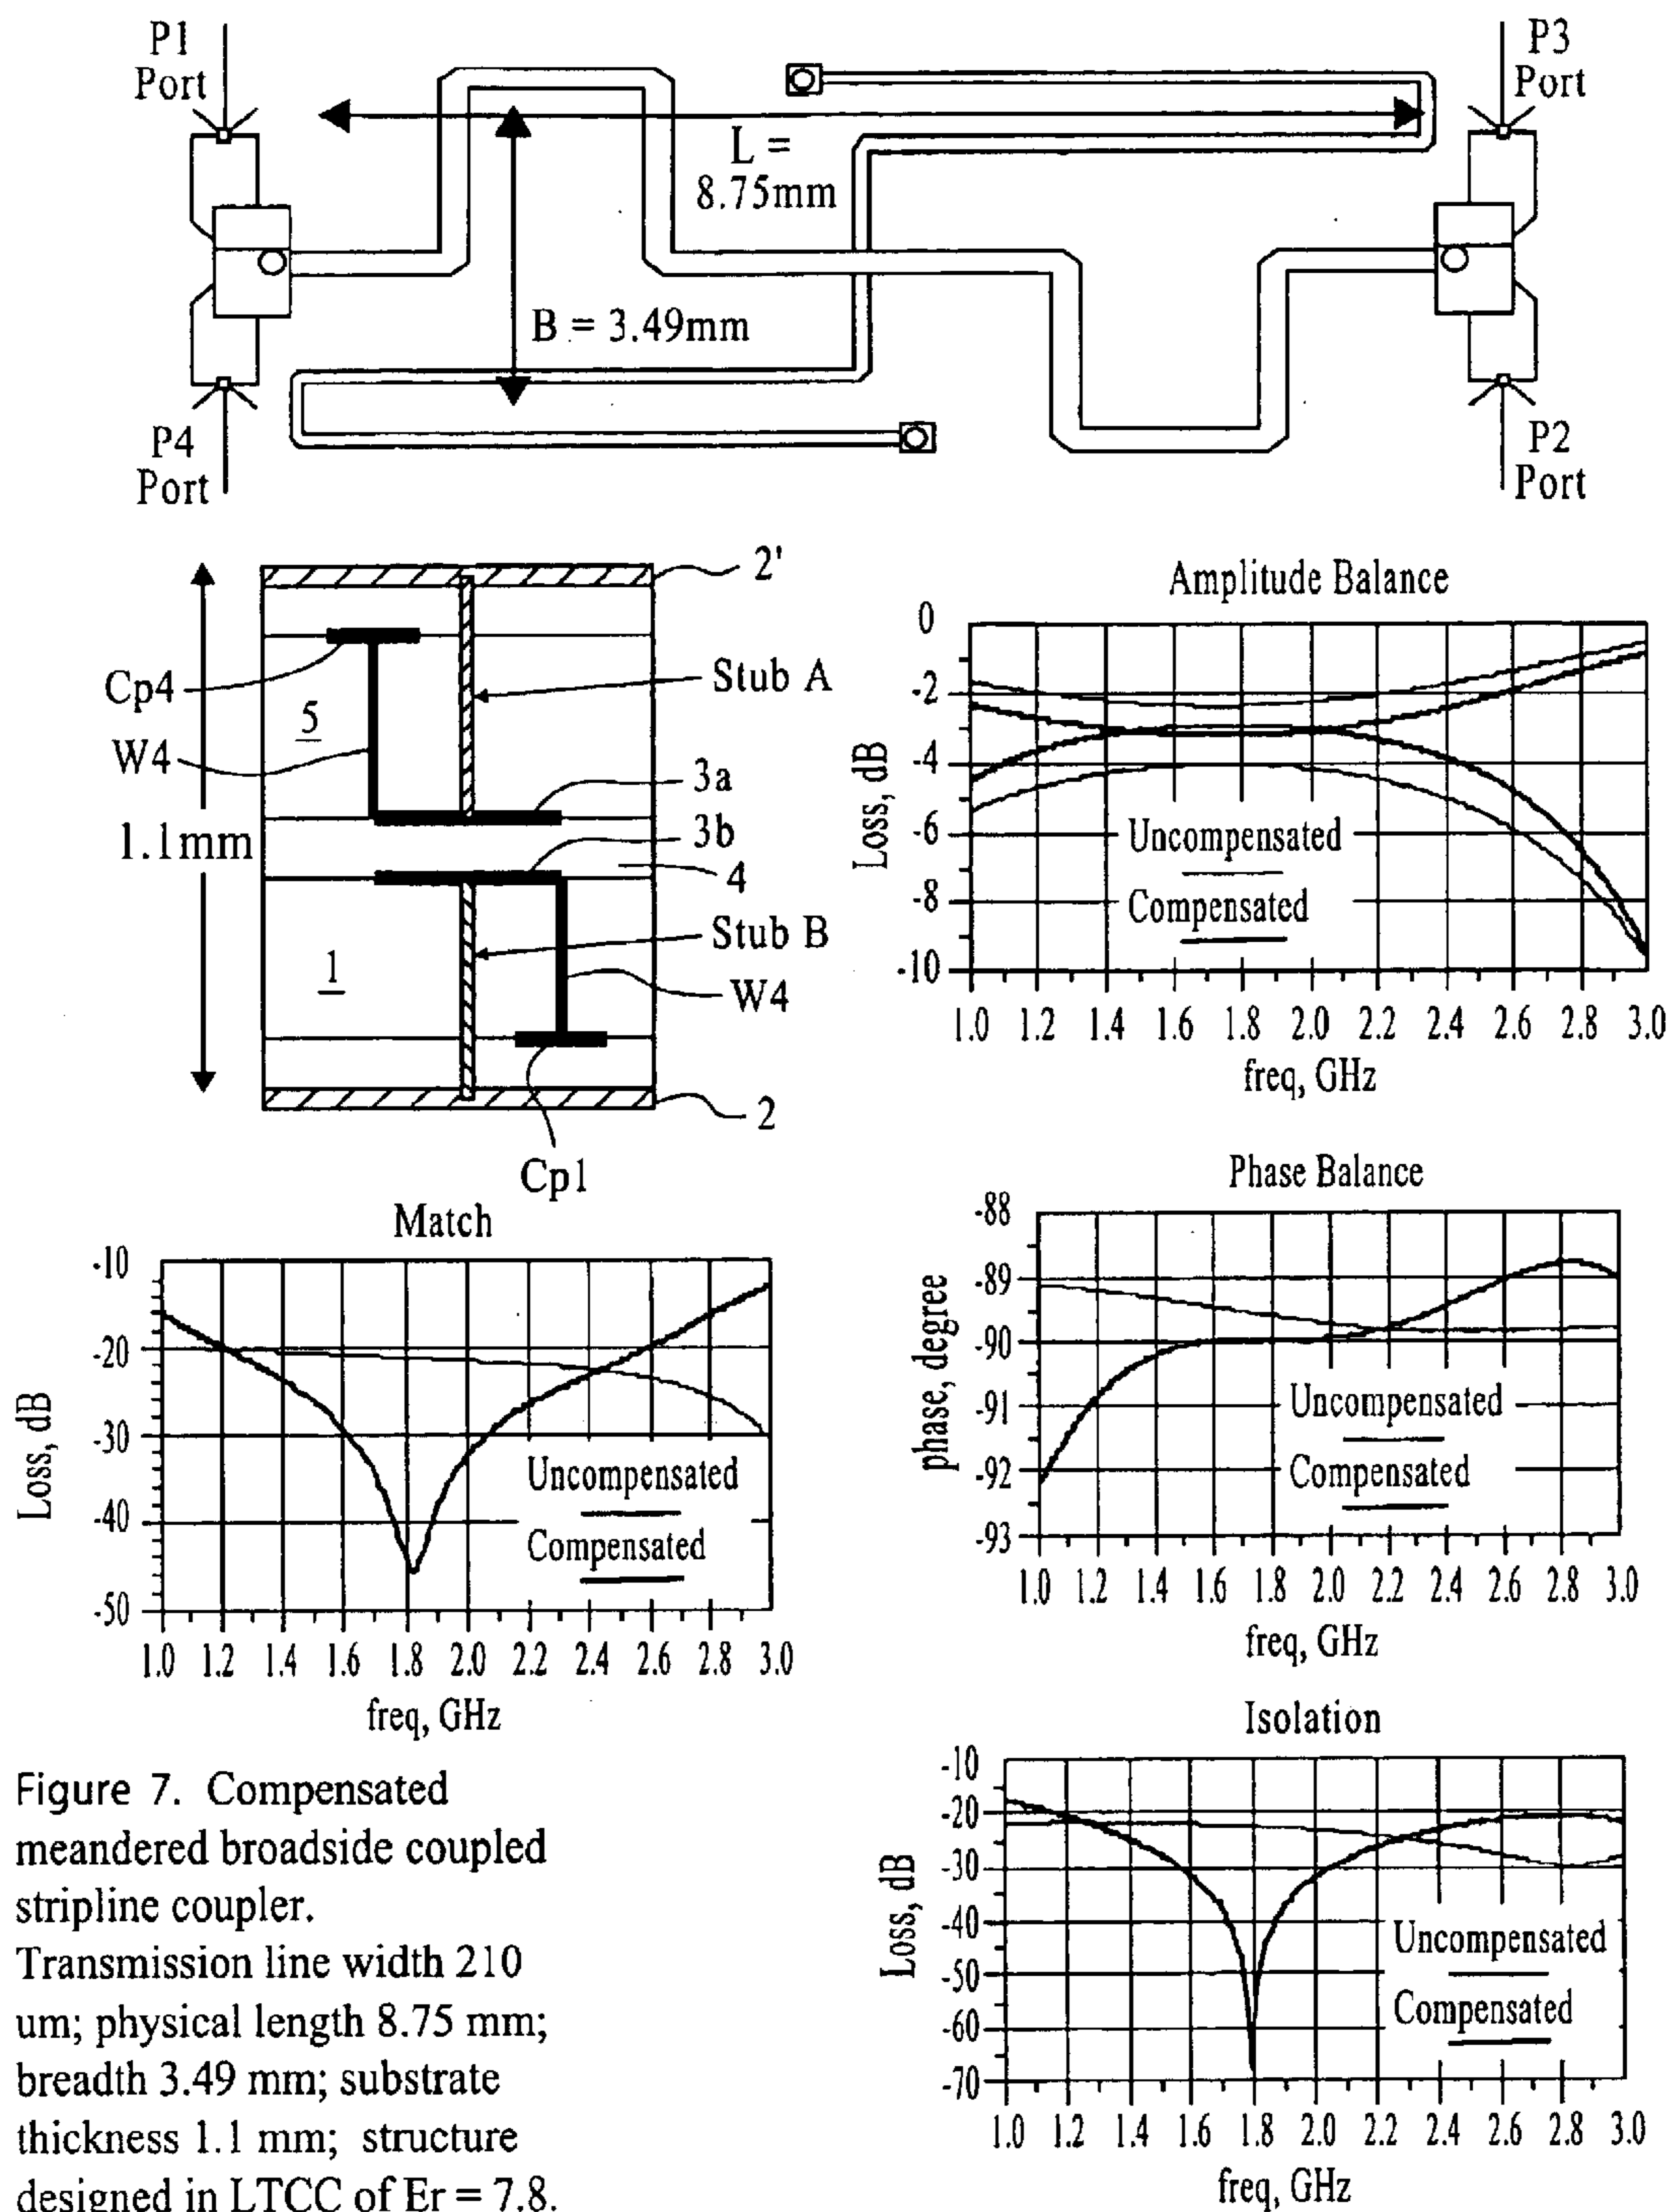 P1
Port
P3
Port
L =
8.75mm
B = 3.49mm
P4
Port
P2
Port
2'
Cp4
5
Stub A
W4
3a
1.1mm
3b
4
Stub B
1
W4
2
Cp1
Amplitude Balance
0
-2
-4
-6
-8
-10
Loss, dB
Uncompensated
Compensated
1.0 1.2 1.4 1.6 1.8 2.0 2.2 2.4 2.6 2.8 3.0
freq, GHz
Match
-10
-20
-30
-40
-50
Loss, dB
Uncompensated
Compensated
1.0 1.2 1.4 1.6 1.8 2.0 2.2 2.4 2.6 2.8 3.0
freq, GHz
Phase Balance
-88
-89
-90
-91
-92
-93
phase, degree
Uncompensated
Compensated
1.0 1.2 1.4 1.6 1.8 2.0 2.2 2.4 2.6 2.8 3.0
freq, GHz
Isolation
-10
-20
-30
-40
-50
-60
-70
Loss, dB
Uncompensated
Compensated
1.0 1.2 1.4 1.6 1.8 2.0 2.2 2.4 2.6 2.8 3.0
freq, GHz
Figure 7. Compensated
meandered broadside coupled
stripline coupler.
Transmission line width 210
um; physical length 8.75 mm;
breadth 3.49 mm; substrate
thickness 1.1 mm; structure
designed in LTCC of Er = 7.8.